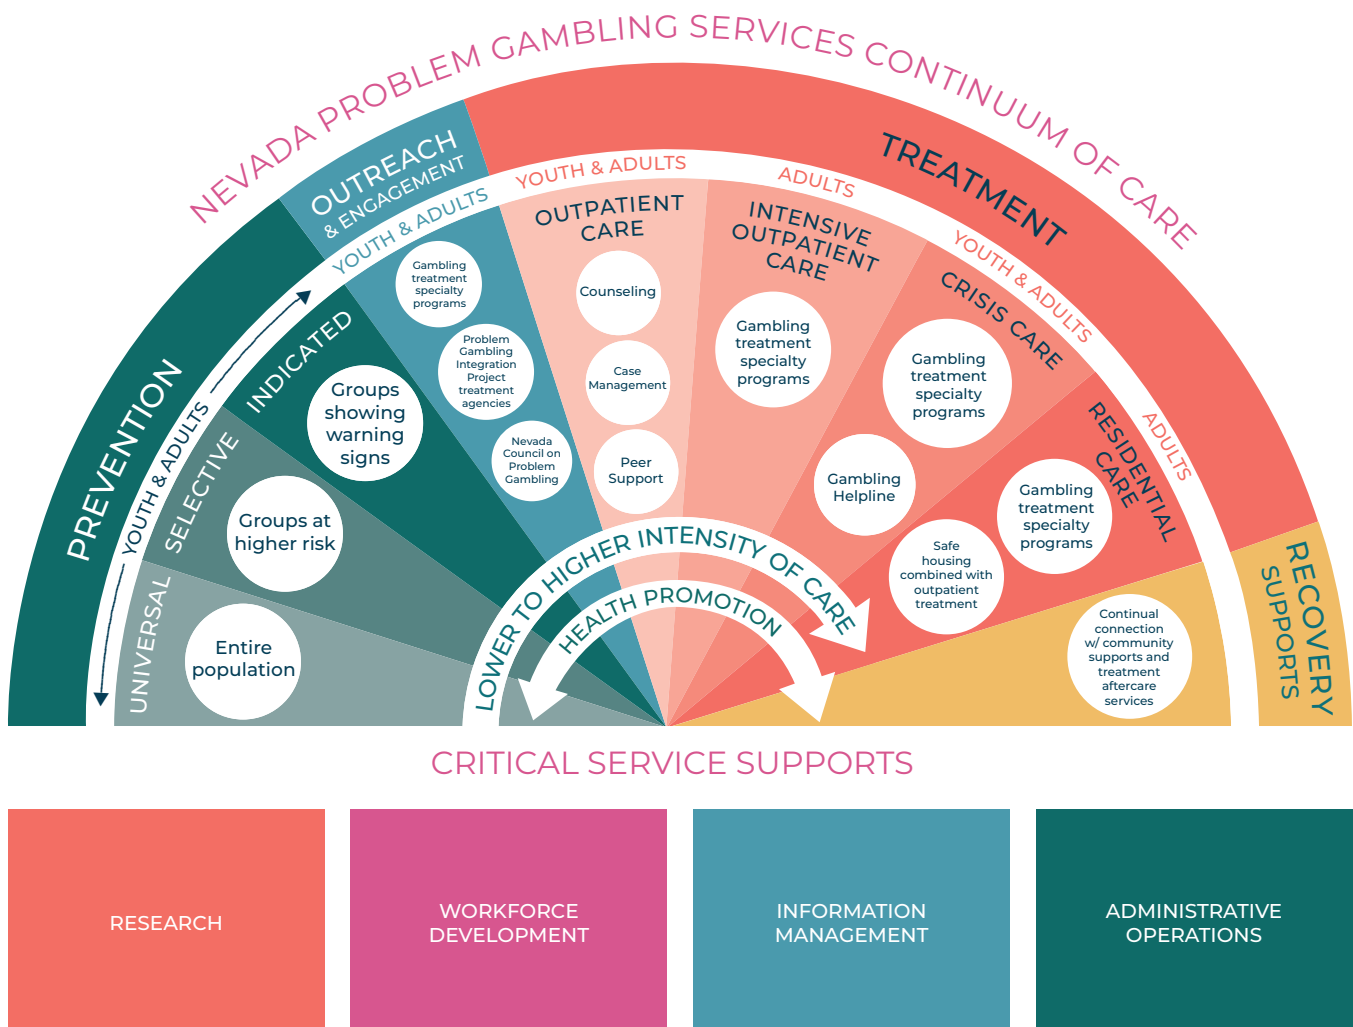 NEVADA PROBLEM GAMBLING SERVICES CONTINUUM OF CARE
PREVENTION
YOUTH & ADULTS
UNIVERSAL
Entire
population
SELECTIVE
Groups at
higher risk
INDICATED
Groups
showing
warning
signs
OUTREACH
& ENGAGEMENT
YOUTH & ADULTS
Gambling
treatment
specialty
programs
Problem
Gambling
Integration
Project
treatment
agencies
Nevada
Council on
Problem
Gambling
TREATMENT
YOUTH & ADULTS
OUTPATIENT
CARE
Counseling
Case
Management
Peer
Support
ADULTS
INTENSIVE
OUTPATIENT
CARE
Gambling
treatment
specialty
programs
YOUTH & ADULTS
CRISIS CARE
Gambling
treatment
specialty
programs
Gambling
Helpline
ADULTS
RESIDENTIAL
CARE
Gambling
treatment
specialty
programs
Safe
housing
combined with
outpatient
treatment
RECOVERY
SUPPORTS
Continual
connection
w/ community
supports and
treatment
aftercare
services
LOWER TO HIGHER INTENSITY OF CARE
HEALTH PROMOTION
CRITICAL SERVICE SUPPORTS
RESEARCH
WORKFORCE
DEVELOPMENT
INFORMATION
MANAGEMENT
ADMINISTRATIVE
OPERATIONS